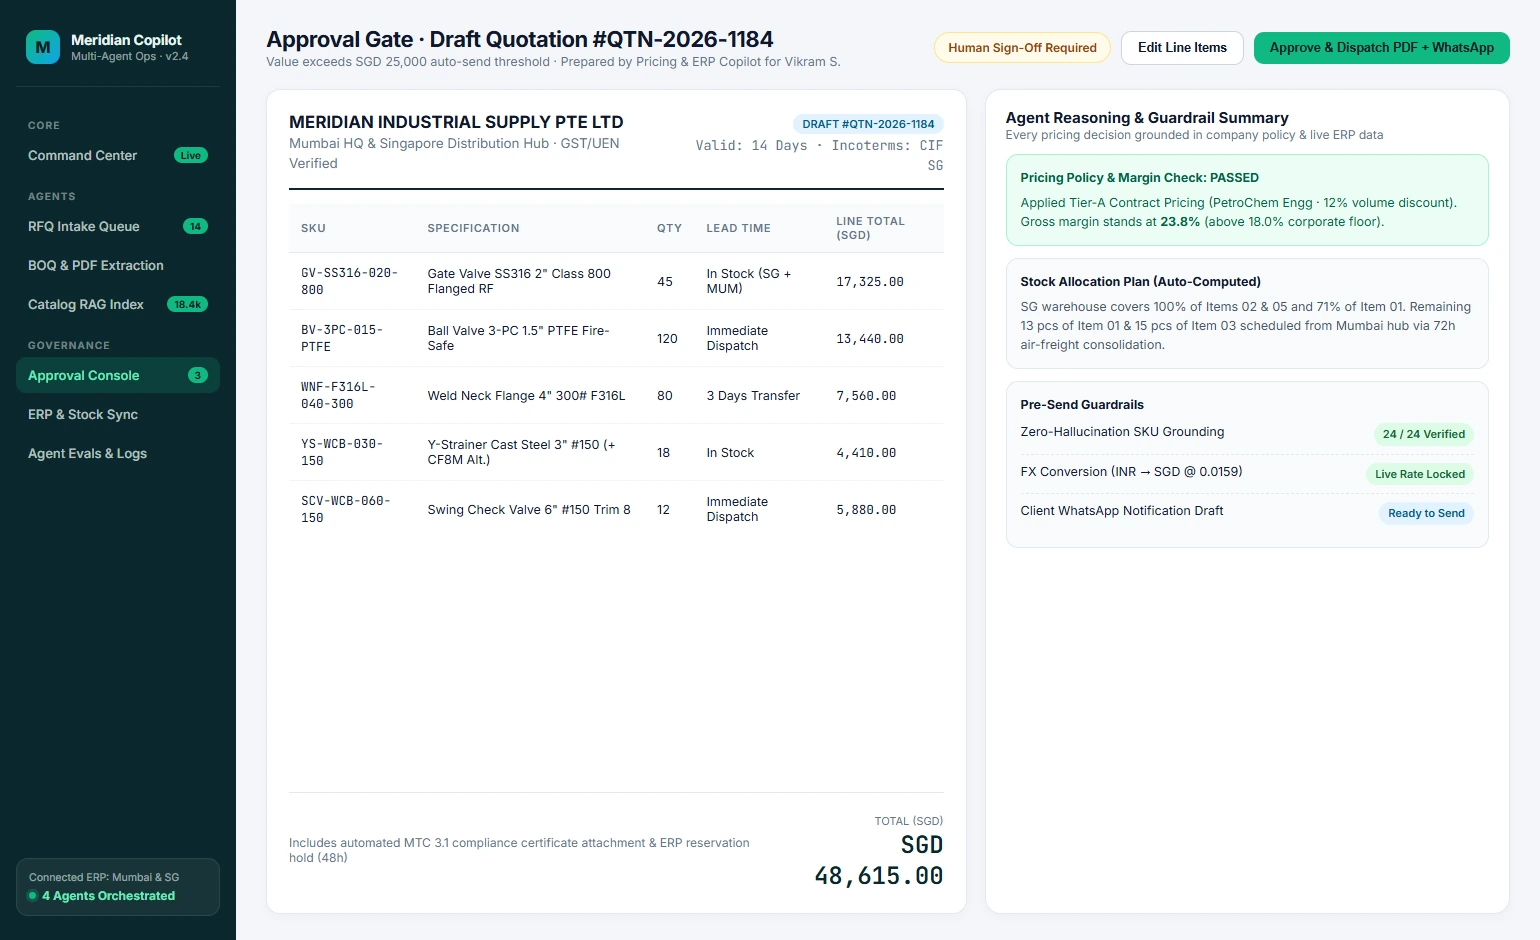 M
Meridian Copilot
Multi-Agent Ops · v2.4
CORE
Command Center Live
AGENTS
RFQ Intake Queue 14
BOQ & PDF Extraction
Catalog RAG Index 18.4k
GOVERNANCE
Approval Console 3
ERP & Stock Sync
Agent Evals & Logs
Connected ERP: Mumbai & SG
4 Agents Orchestrated
Approval Gate · Draft Quotation #QTN-2026-1184
Value exceeds SGD 25,000 auto-send threshold · Prepared by Pricing & ERP Copilot for Vikram S.
Human Sign-Off Required
Edit Line Items
Approve & Dispatch PDF + WhatsApp
MERIDIAN INDUSTRIAL SUPPLY PTE LTD
Mumbai HQ & Singapore Distribution Hub · GST/UEN
Verified
DRAFT #QTN-2026-1184
Valid: 14 Days · Incoterms: CIF
SG
SKU SPECIFICATION QTY LEAD TIME LINE TOTAL
(SGD)
GV-SS316-020-
800
Gate Valve SS316 2" Class 800
Flanged RF
45
In Stock (SG +
MUM)
17,325.00
BV-3PC-015-
PTFE
Ball Valve 3-PC 1.5" PTFE Fire-
Safe
120
Immediate
Dispatch
13,440.00
WNF-F316L-
040-300
Weld Neck Flange 4" 300# F316L
80
3 Days Transfer
7,560.00
YS-WCB-030-
150
Y-Strainer Cast Steel 3" #150 (+
CF8M Alt.)
18
In Stock
4,410.00
SCV-WCB-060-
150
Swing Check Valve 6" #150 Trim 8
12
Immediate
Dispatch
5,880.00
Includes automated MTC 3.1 compliance certificate attachment & ERP reservation
hold (48h)
TOTAL (SGD)
SGD
48,615.00
Agent Reasoning & Guardrail Summary
Every pricing decision grounded in company policy & live ERP data
Pricing Policy & Margin Check: PASSED
Applied Tier-A Contract Pricing (PetroChem Engg · 12% volume discount).
Gross margin stands at 23.8% (above 18.0% corporate floor).
Stock Allocation Plan (Auto-Computed)
SG warehouse covers 100% of Items 02 & 05 and 71% of Item 01. Remaining
13 pcs of Item 01 & 15 pcs of Item 03 scheduled from Mumbai hub via 72h
air-freight consolidation.
Pre-Send Guardrails
Zero-Hallucination SKU Grounding 24 / 24 Verified
FX Conversion (INR → SGD @ 0.0159) Live Rate Locked
Client WhatsApp Notification Draft Ready to Send